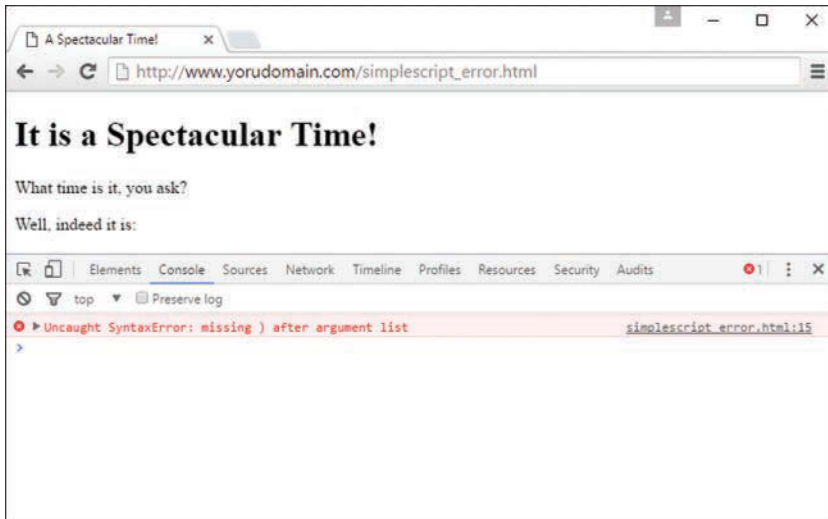 A Spectacular Time!
http://www.yorudomain.com/simplescript_error.html
It is a Spectacular Time!
What time is it, you ask?
Well, indeed it is:
Elements Console Sources Network Timeline Profiles Resources Security Audits 1
top Preserve log
Uncaught SyntaxError: missing ) after argument list simplescript_error.html:15